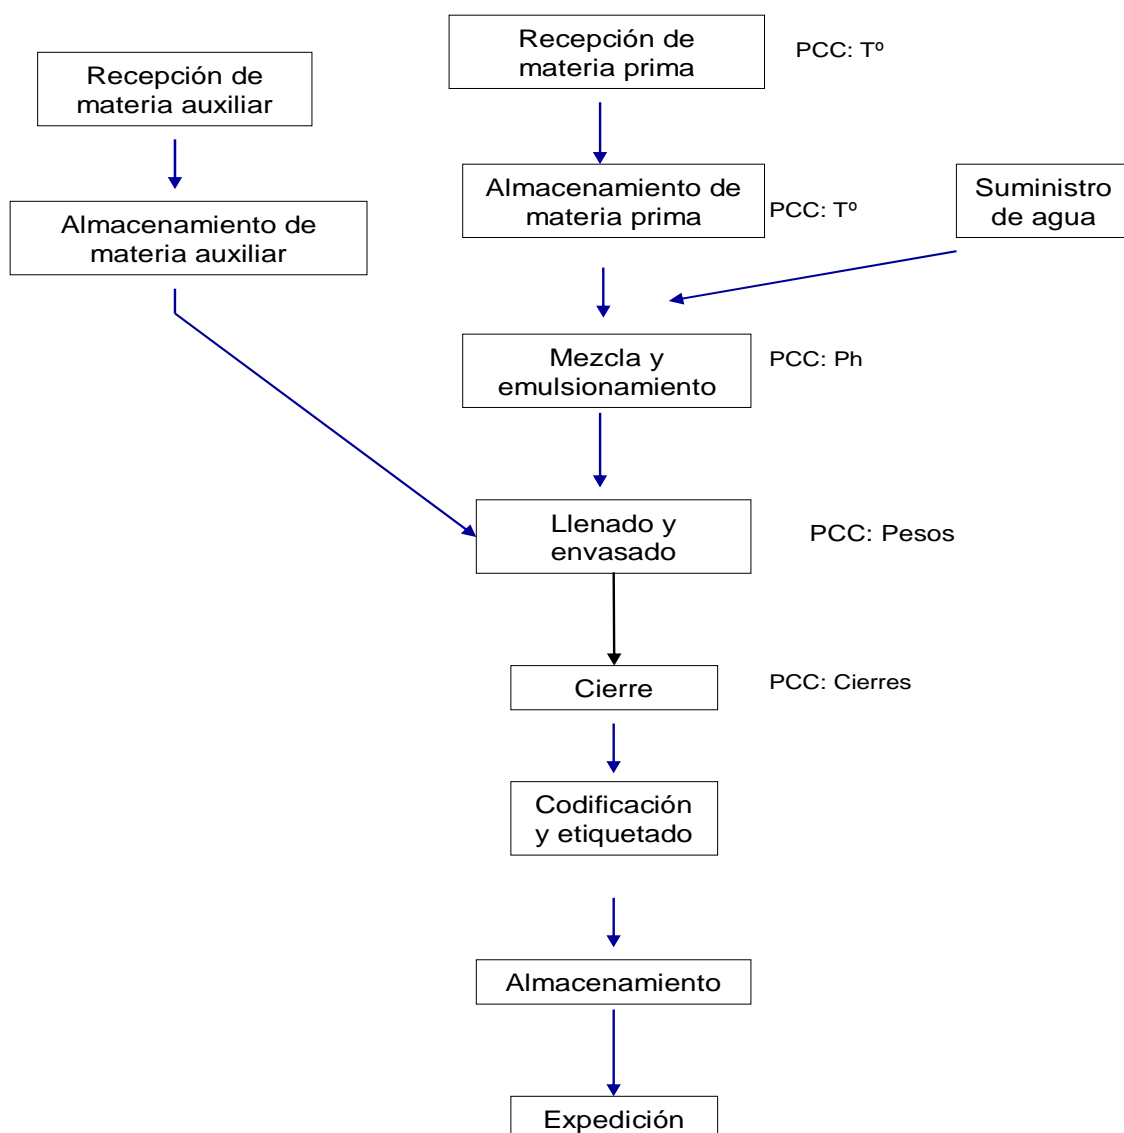 Recepción de
materia prima
PCC: Tº
Recepción de
materia auxiliar
Almacenamiento de
materia prima
PCC: Tº
Suministro
de agua
Almacenamiento de
materia auxiliar
Mezcla y
emulsionamiento
PCC: Ph
Llenado y
envasado
PCC: Pesos
Cierre
PCC: Cierres
Codificación
y etiquetado
Almacenamiento
Expedición